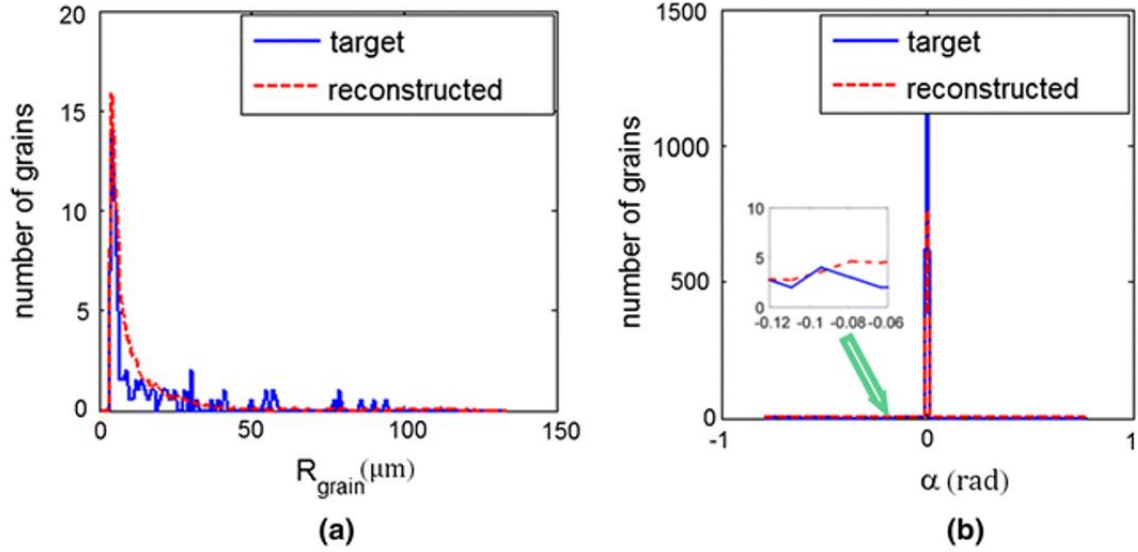 20
15
10
5
0
0 50 100 150
number of grains
target
reconstructed
R_grain(μm)
(a)
1500
1000
500
0
-1 0 1
number of grains
target
reconstructed
10
5
0
-0.12 -0.1 -0.08 -0.06
α (rad)
(b)